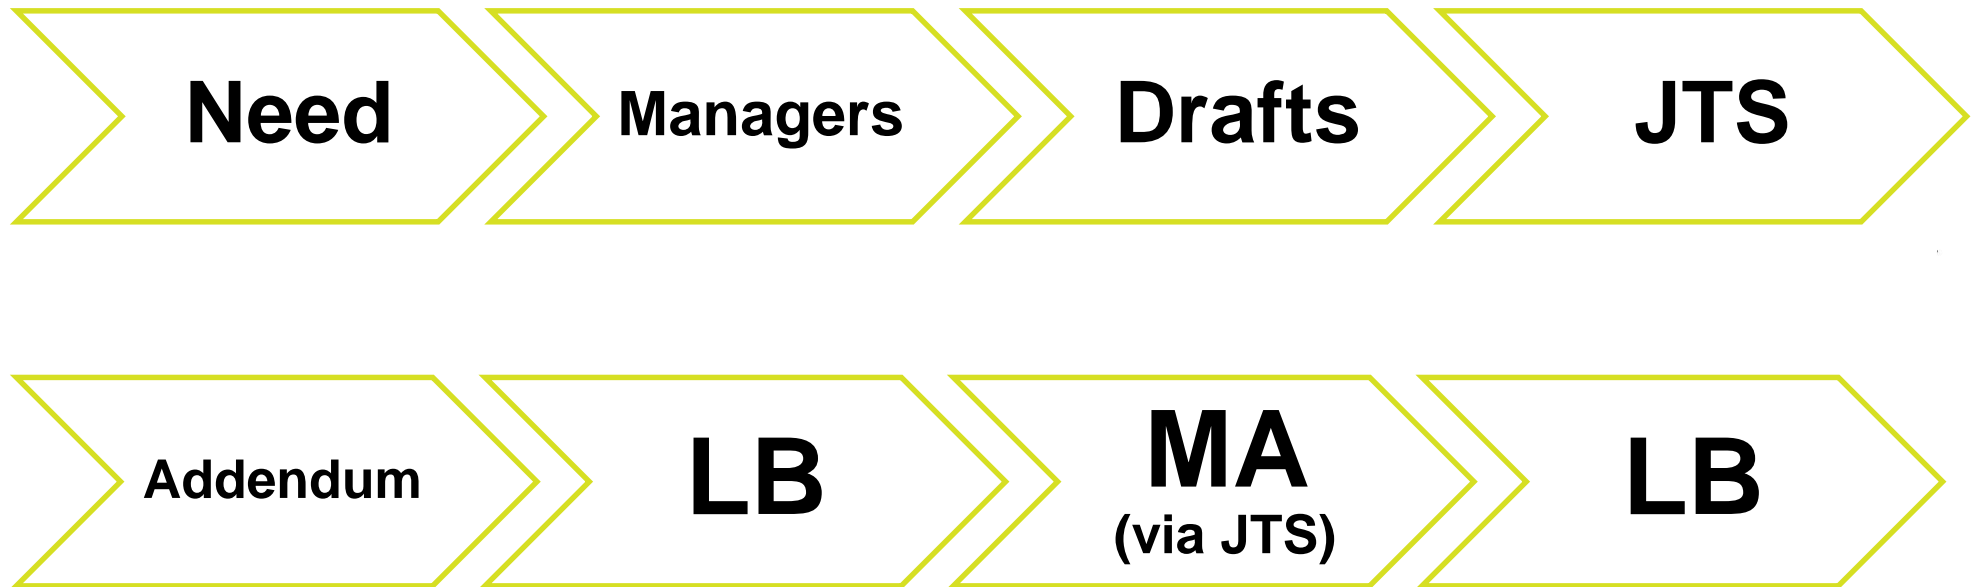 Need
Managers
Drafts
JTS
Addendum
LB
MA
(via JTS)
LB